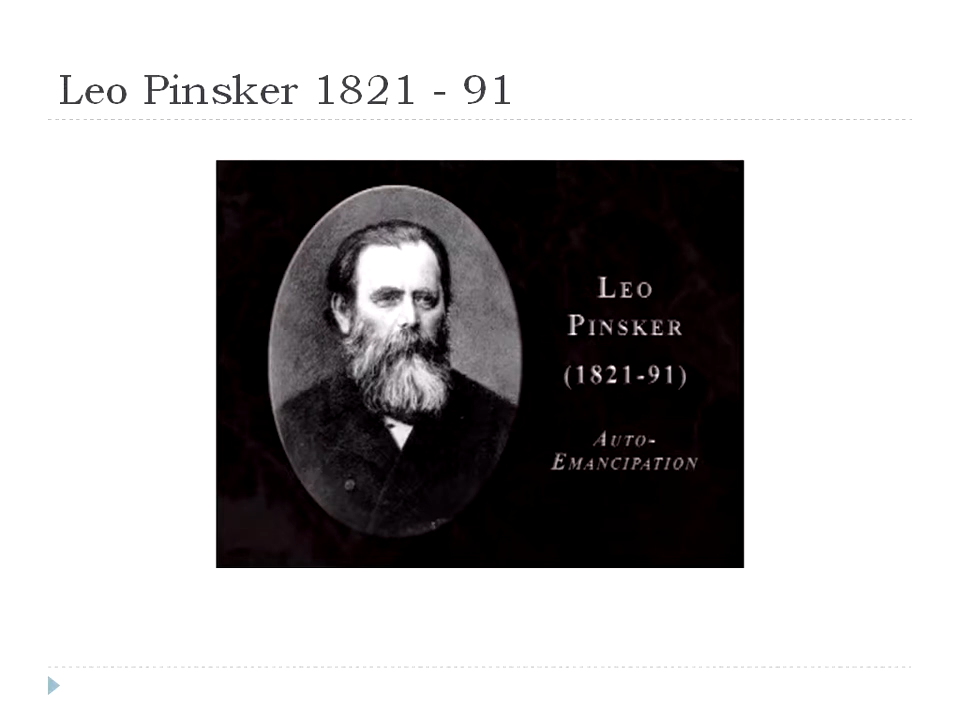 Leo Pinsker 1821 - 91
LEO
PINSKER
(1821-91)
AUTO-
EMANCIPATION